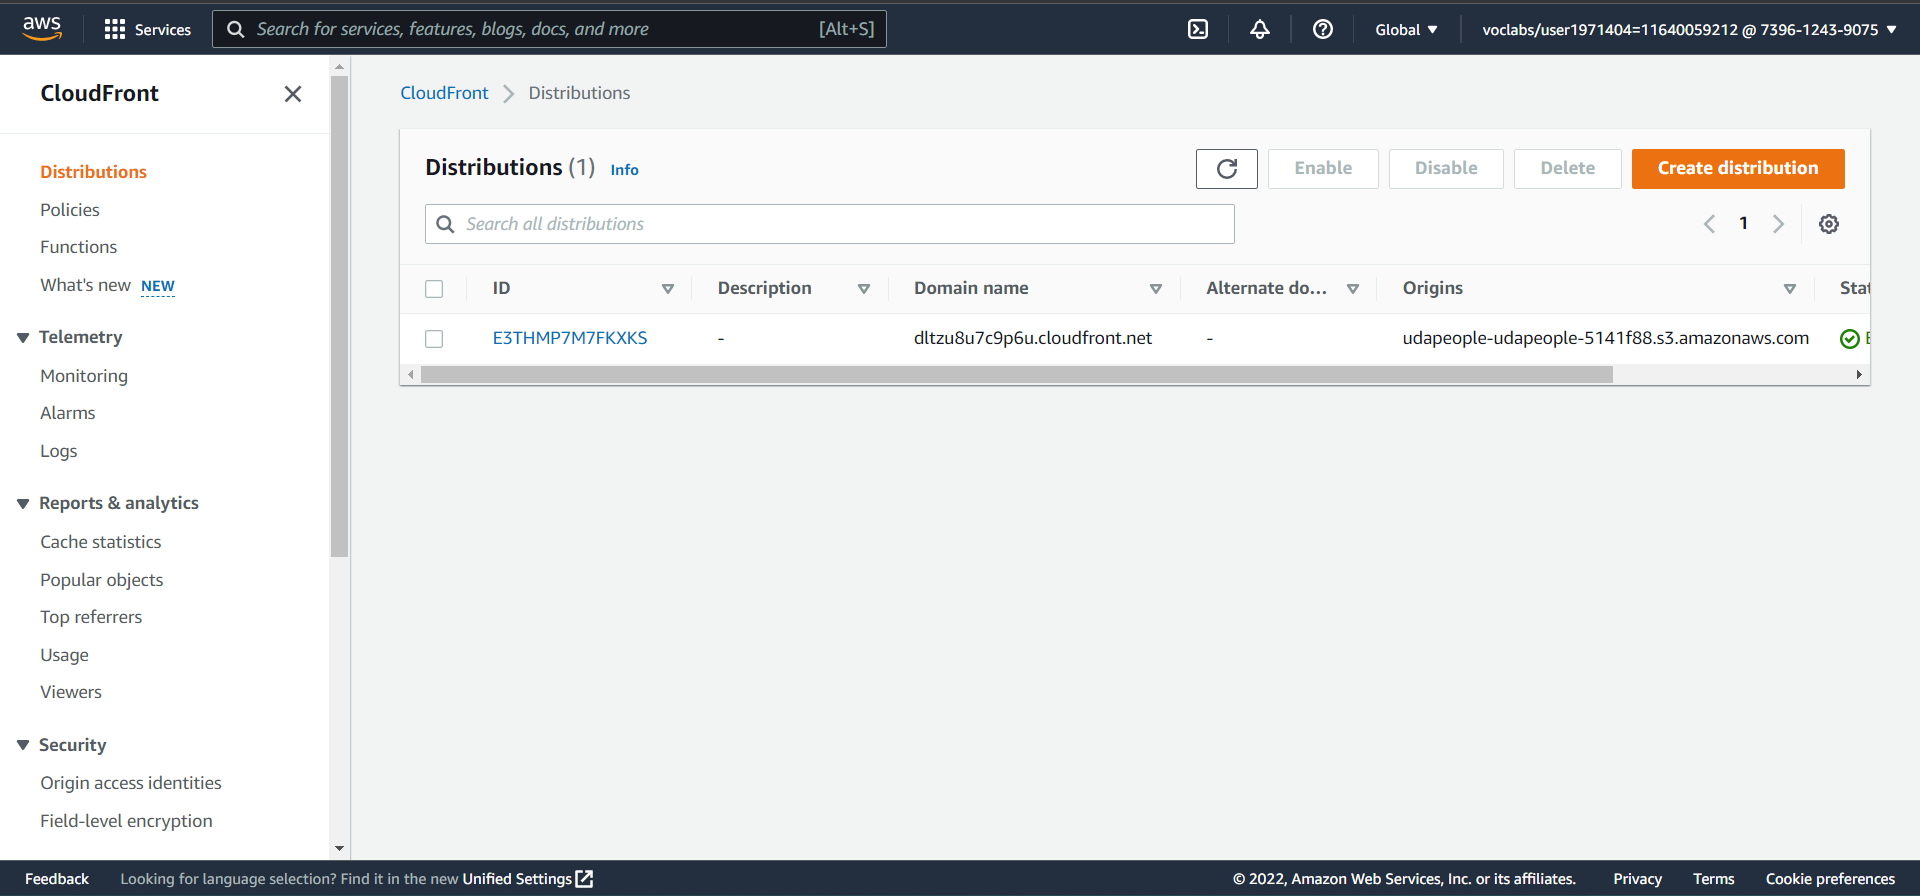 aws
Services
Search for services, features, blogs, docs, and more [Alt+S]
Global
voclabs/user1971404=11640059212 @ 7396-1243-9075
CloudFront
Distributions
Policies
Functions
What's new NEW
Telemetry
Monitoring
Alarms
Logs
Reports & analytics
Cache statistics
Popular objects
Top referrers
Usage
Viewers
Security
Origin access identities
Field-level encryption
CloudFront Distributions
Distributions (1) Info
Enable
Disable
Delete
Create distribution
Search all distributions
1
ID Description Domain name Alternate do... Origins Stat
E3THMP7M7FKXKS - dltzu8u7c9p6u.cloudfront.net - udapeople-udapeople-5141f88.s3.amazonaws.com
Feedback Looking for language selection? Find it in the new Unified Settings © 2022, Amazon Web Services, Inc. or its affiliates. Privacy Terms Cookie preferences